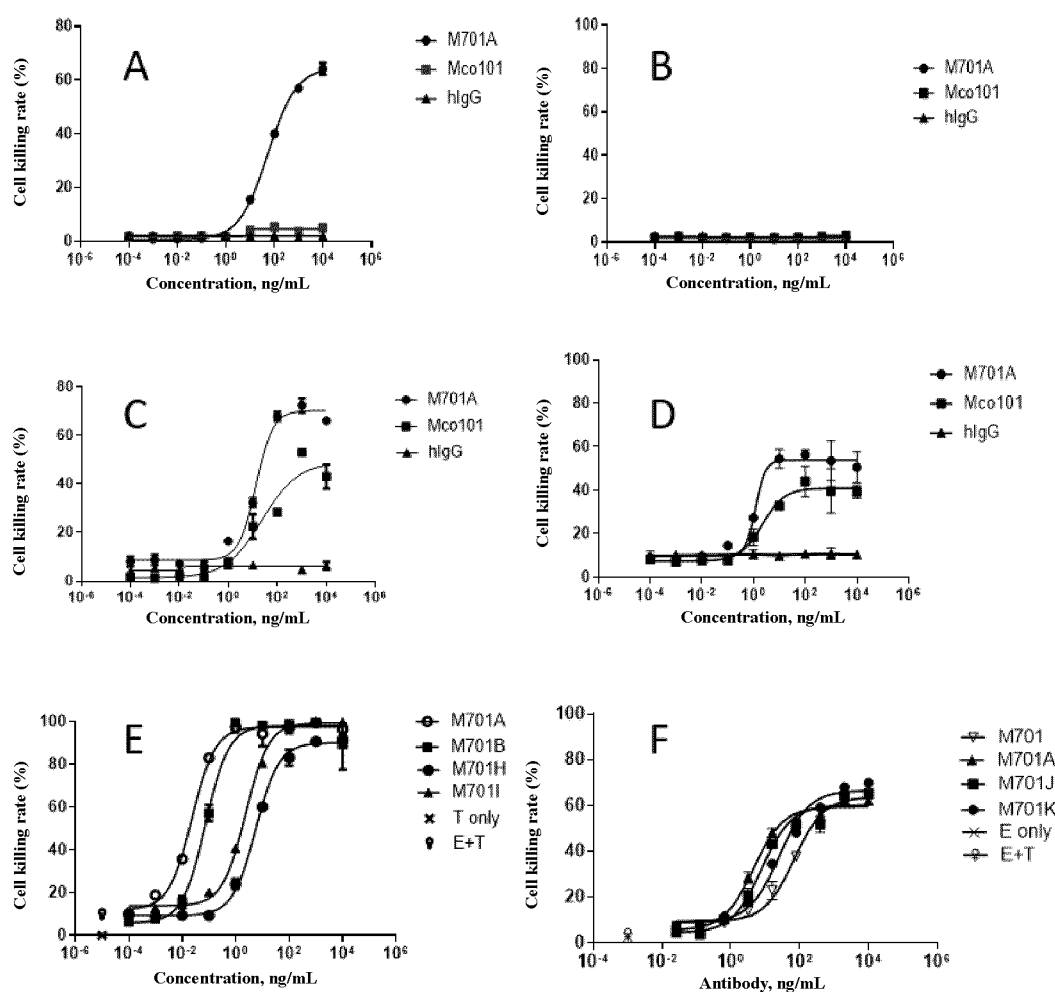 A
80
60
40
20
0
Cell killing rate (%)
10-6 10-4 10-2 100 102 104 106
Concentration, ng/mL
M701A
Mco101
hIgG
B
100
80
60
40
20
0
Cell killing rate (%)
10-6 10-4 10-2 100 102 104 106
Concentration, ng/mL
M701A
Mco101
hIgG
C
80
60
40
20
0
Cell killing rate (%)
10-6 10-4 10-2 100 102 104 106
Concentration, ng/mL
M701A
Mco101
hIgG
D
100
80
60
40
20
0
Cell killing rate (%)
10-6 10-4 10-2 100 102 104 106
Concentration, ng/mL
M701A
Mco101
hIgG
E
100
80
60
40
20
0
Cell killing rate (%)
10-6 10-4 10-2 100 102 104 106
Concentration, ng/mL
M701A
M701B
M701H
M701I
T only
E+T
F
100
80
60
40
20
0
Cell killing rate (%)
10-4 10-2 100 102 104 106
Antibody, ng/mL
M701
M701A
M701J
M701K
E only
E+T